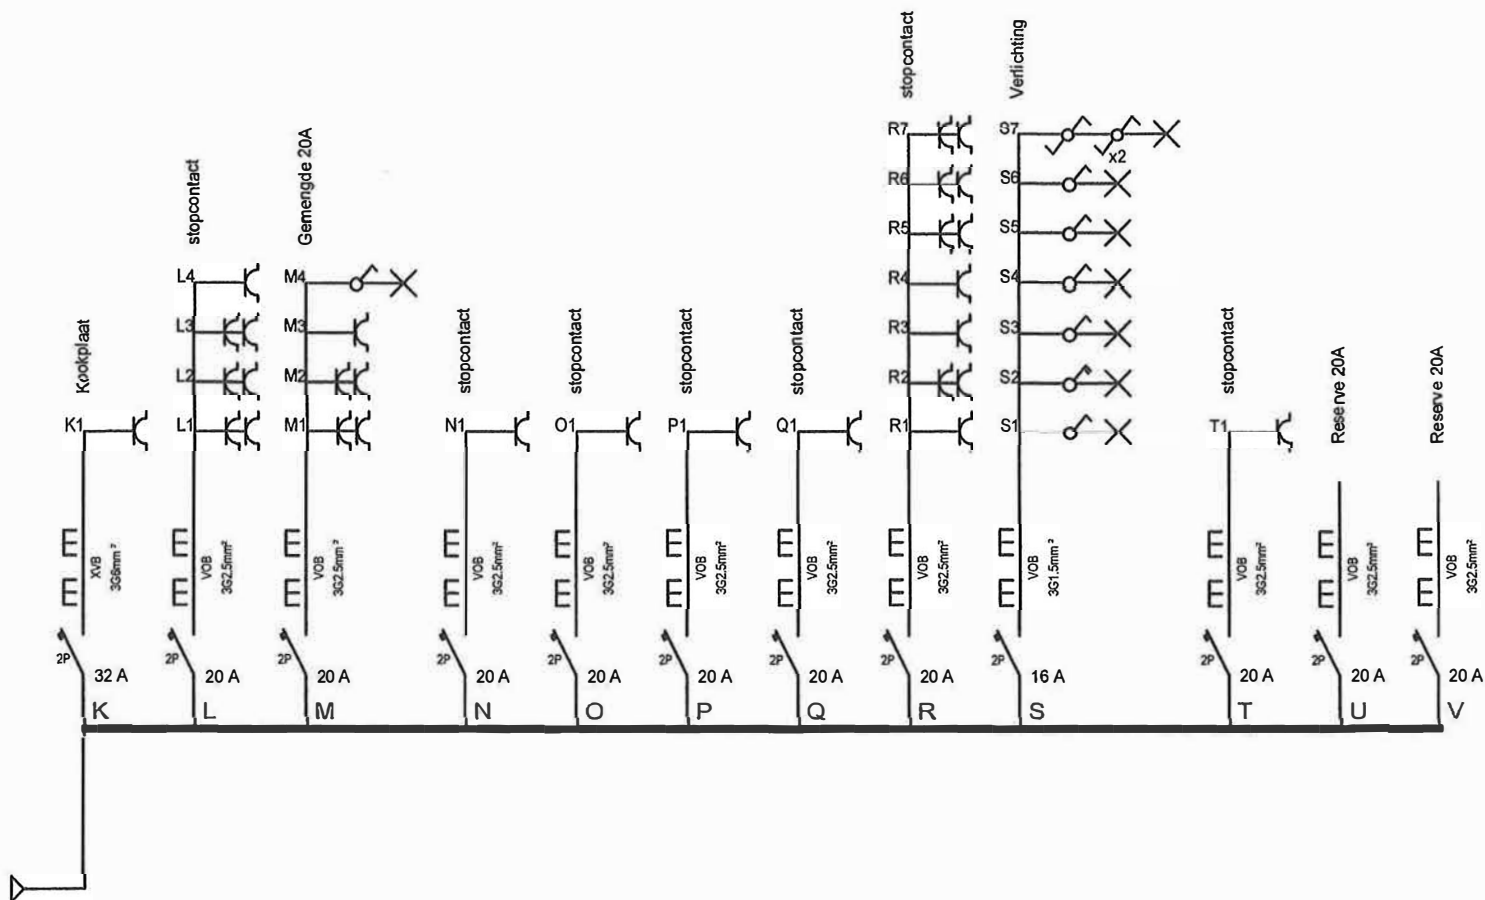 stopcontact
Verlichting
R7
S7
x2
Gemengde 20A
stopcontact
R6
S6
R5
S5
L4
M4
R4
S4
Kookplaat
L3
M3
stopcontact
stopcontact
stopcontact
stopcontact
R3
S3
stopcontact
Reserve 20A
Reserve 20A
L2
M2
R2
S2
K1
L1
M1
N1
O1
P1
Q1
R1
S1
T1
XVB
3G6mm²
VOB
3G2.5mm²
VOB
3G2.5mm²
VOB
3G2.5mm²
VOB
3G2.5mm²
VOB
3G2.5mm²
VOB
3G2.5mm²
VOB
3G2.5mm²
VOB
3G1.5mm²
VOB
3G2.5mm²
VOB
3G2.5mm²
VOB
3G2.5mm²
2P
2P
2P
2P
2P
2P
2P
2P
2P
2P
2P
2P
32 A
20 A
20 A
20 A
20 A
20 A
20 A
20 A
16 A
20 A
20 A
20 A
K
L
M
N
O
P
Q
R
S
T
U
V